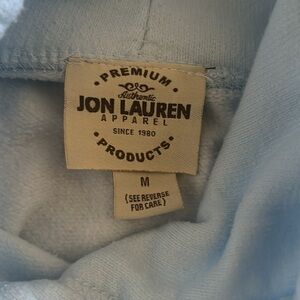 • PREMIUM •
Authentic
JON LAUREN
APPAREL
SINCE 1980
• PRODUCTS •
M
(SEE REVERSE
FOR CARE)